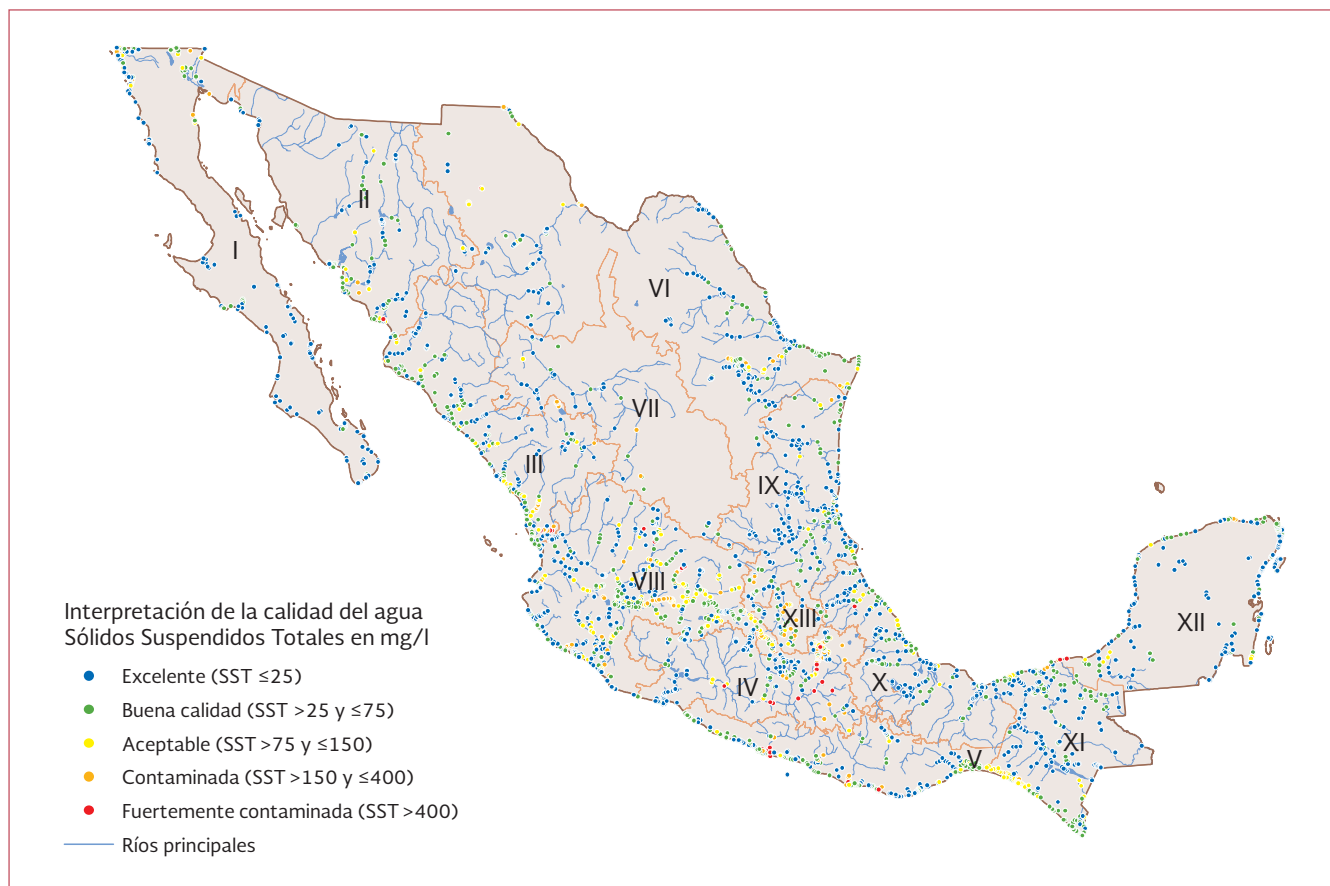 I
II
VI
VII
III
IX
VIII
XIII
XII
IV
X
XI
V
Interpretación de la calidad del agua
Sólidos Suspendidos Totales en mg/l
Excelente (SST ≤25)
Buena calidad (SST >25 y ≤75)
Aceptable (SST >75 y ≤150)
Contaminada (SST >150 y ≤400)
Fuertemente contaminada (SST >400)
Ríos principales